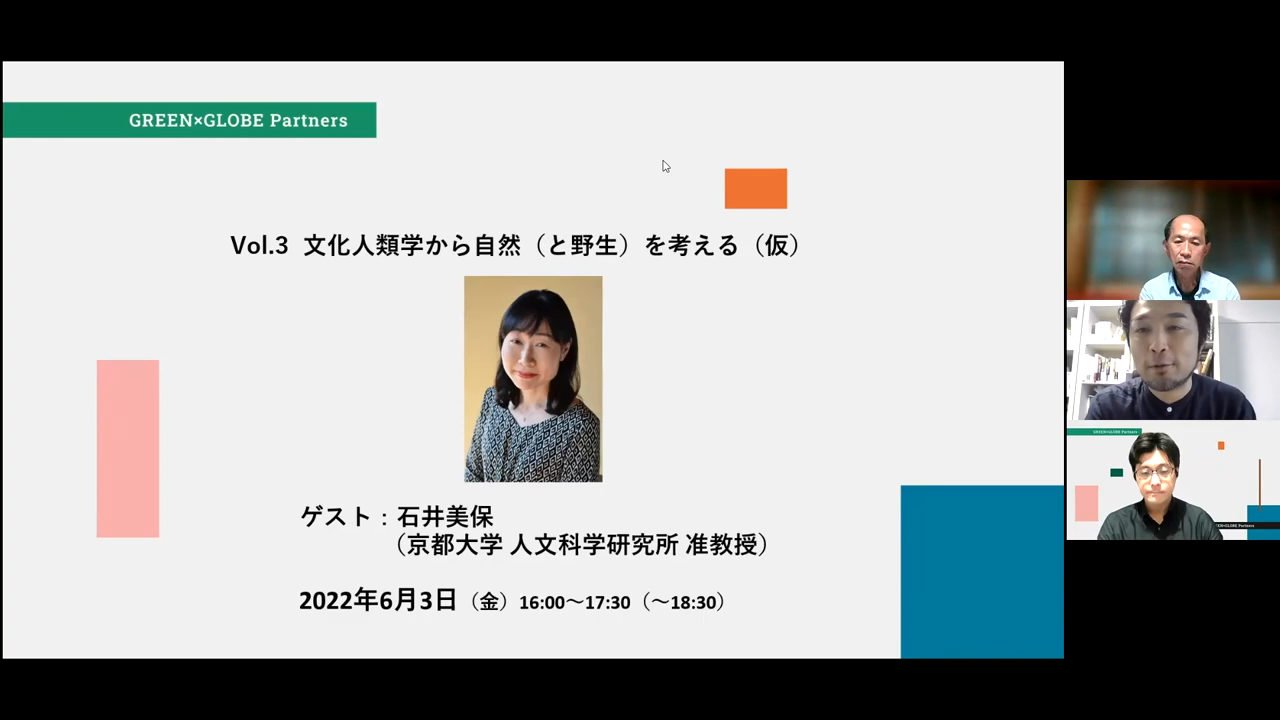 GREEN×GLOBE Partners
Vol.3 文化人類学から自然（と野生）を考える（仮）
ゲスト：石井美保
（京都大学 人文科学研究所 准教授）
2022年6月3日（金）16:00～17:30（～18:30）
GREEN×GLOBE Partners